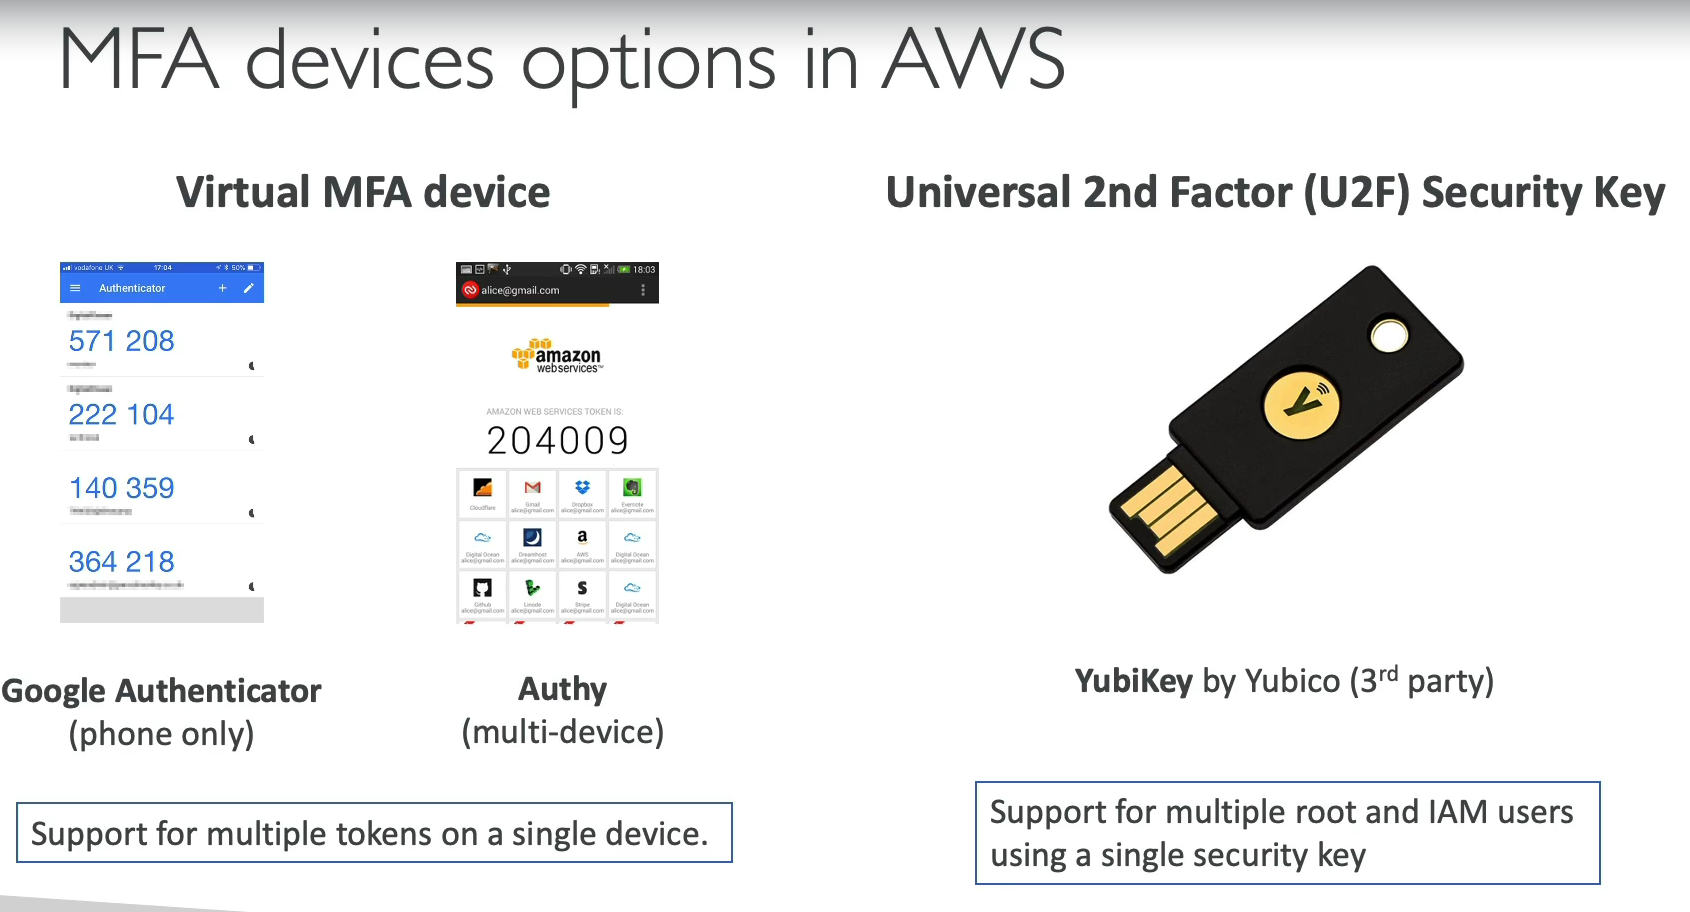 MFA devices options in AWS
Virtual MFA device
Universal 2nd Factor (U2F) Security Key
vodafone UK 17:04 50%
Authenticator
571 208
222 104
140 359
364 218
18:03
alice@gmail.com
amazon
webservices™
AMAZON WEB SERVICES TOKEN IS:
204009
Cloudflare
Gmail
alice@gmail.com
Dropbox
alice@gmail.com
Evernote
alice@gmail.com
Digital Ocean
alice@gmail.com
Dreamhost
alice@gmail.com
AWS
alice@gmail.com
Digital Ocean
alice@gmail.com
Github
alice@gmail.com
Linode
alice@gmail.com
Stripe
alice@gmail.com
Digital Ocean
alice@gmail.com
Google Authenticator
(phone only)
Authy
(multi-device)
YubiKey by Yubico (3rd party)
Support for multiple tokens on a single device.
Support for multiple root and IAM users
using a single security key